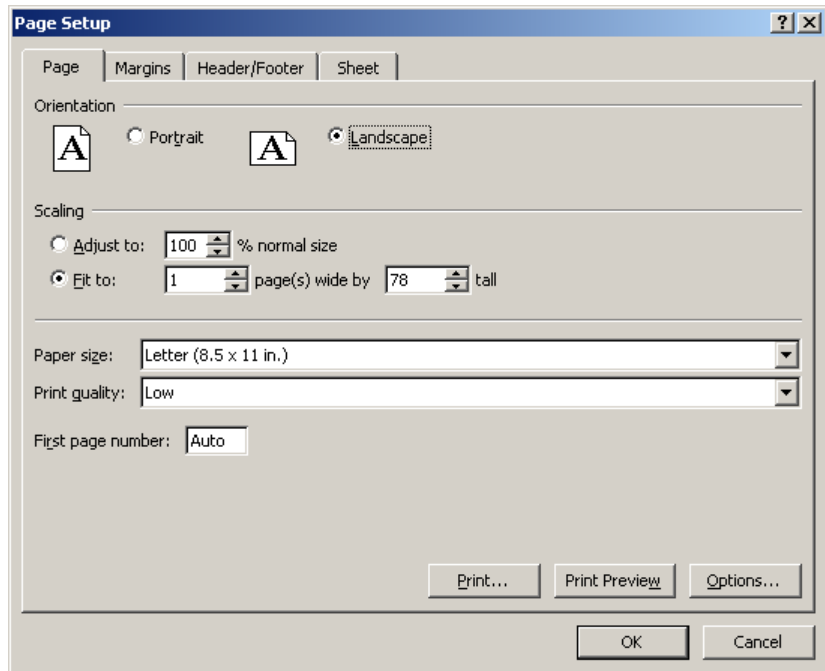 Page Setup
Page Margins Header/Footer Sheet
Orientation
A Portrait A Landscape
Scaling
Adjust to: 100 % normal size
Fit to: 1 page(s) wide by 78 tall
Paper size: Letter (8.5 x 11 in.)
Print quality: Low
First page number: Auto
Print... Print Preview Options...
OK Cancel